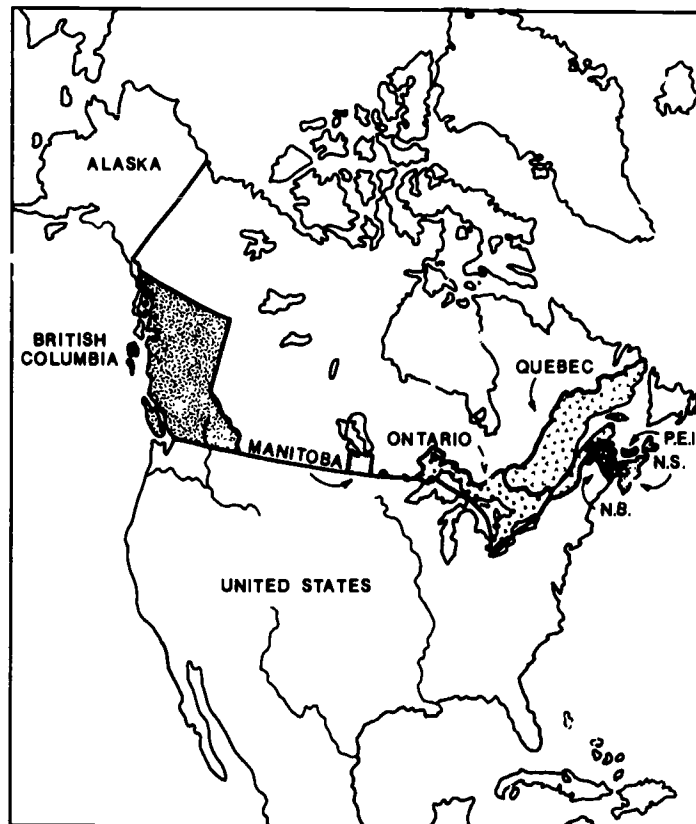 ALASKA
BRITISH
COLUMBIA
QUEBEC
MANITOBA
ONTARIO
P.E.I
N.S.
N.B.
UNITED STATES